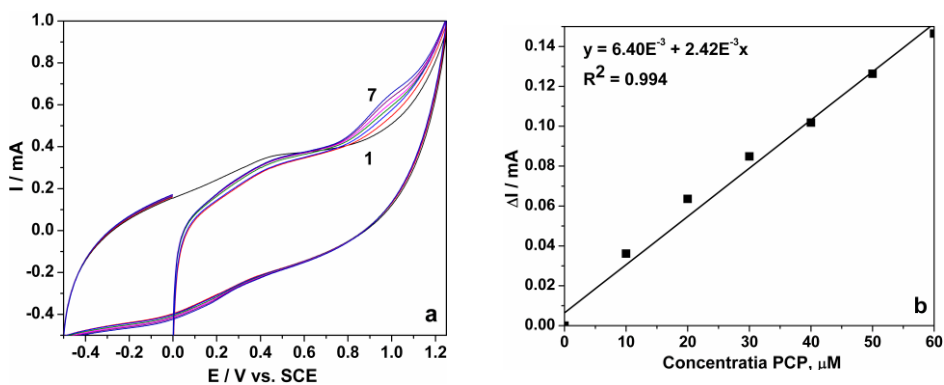 1.0
0.8
0.6
0.4
0.2
0.0
-0.2
-0.4
I / mA
7
1
a
-0.4 -0.2 0.0 0.2 0.4 0.6 0.8 1.0 1.2
E / V vs. SCE
0.14
0.12
0.10
0.08
0.06
0.04
0.02
0.00
ΔI / mA
y = 6.40E⁻³ + 2.42E⁻³x
R² = 0.994
b
0 10 20 30 40 50 60
Concentratia PCP, μM